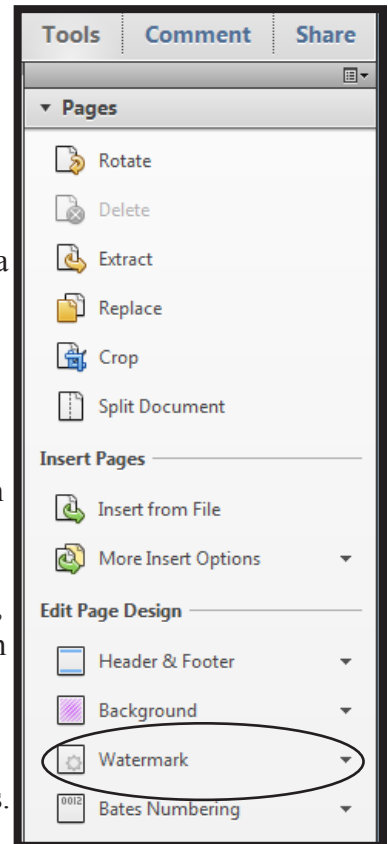 Tools Comment Share
Pages
Rotate
Delete
a
Extract
Replace
Crop
Split Document
Insert Pages
Insert from File
More Insert Options
Edit Page Design
,
Header & Footer
Background
Watermark
s.
0012 Bates Numbering